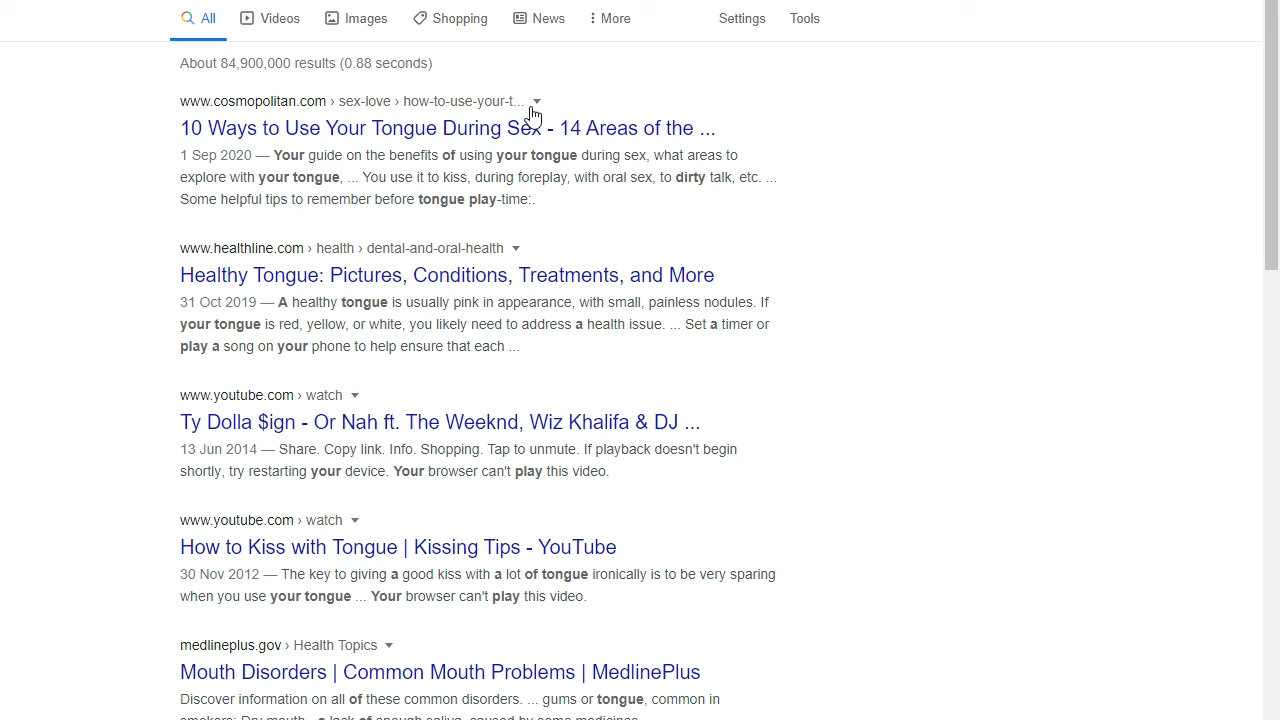 All Videos Images Shopping News More Settings Tools
About 84,900,000 results (0.88 seconds)
www.cosmopolitan.com › sex-love › how-to-use-your-t...
10 Ways to Use Your Tongue During Sex - 14 Areas of the ...
1 Sep 2020 — Your guide on the benefits of using your tongue during sex, what areas to
explore with your tongue, ... You use it to kiss, during foreplay, with oral sex, to dirty talk, etc. ...
Some helpful tips to remember before tongue play-time:.
www.healthline.com › health › dental-and-oral-health
Healthy Tongue: Pictures, Conditions, Treatments, and More
31 Oct 2019 — A healthy tongue is usually pink in appearance, with small, painless nodules. If
your tongue is red, yellow, or white, you likely need to address a health issue. ... Set a timer or
play a song on your phone to help ensure that each ...
www.youtube.com › watch
Ty Dolla $ign - Or Nah ft. The Weeknd, Wiz Khalifa & DJ ...
13 Jun 2014 — Share. Copy link. Info. Shopping. Tap to unmute. If playback doesn't begin
shortly, try restarting your device. Your browser can't play this video.
www.youtube.com › watch
How to Kiss with Tongue | Kissing Tips - YouTube
30 Nov 2012 — The key to giving a good kiss with a lot of tongue ironically is to be very sparing
when you use your tongue ... Your browser can't play this video.
medlineplus.gov › Health Topics
Mouth Disorders | Common Mouth Problems | MedlinePlus
Discover information on all of these common disorders. ... gums or tongue, common in
smokers; Dry mouth - a lack of enough saliva, caused by some medicines